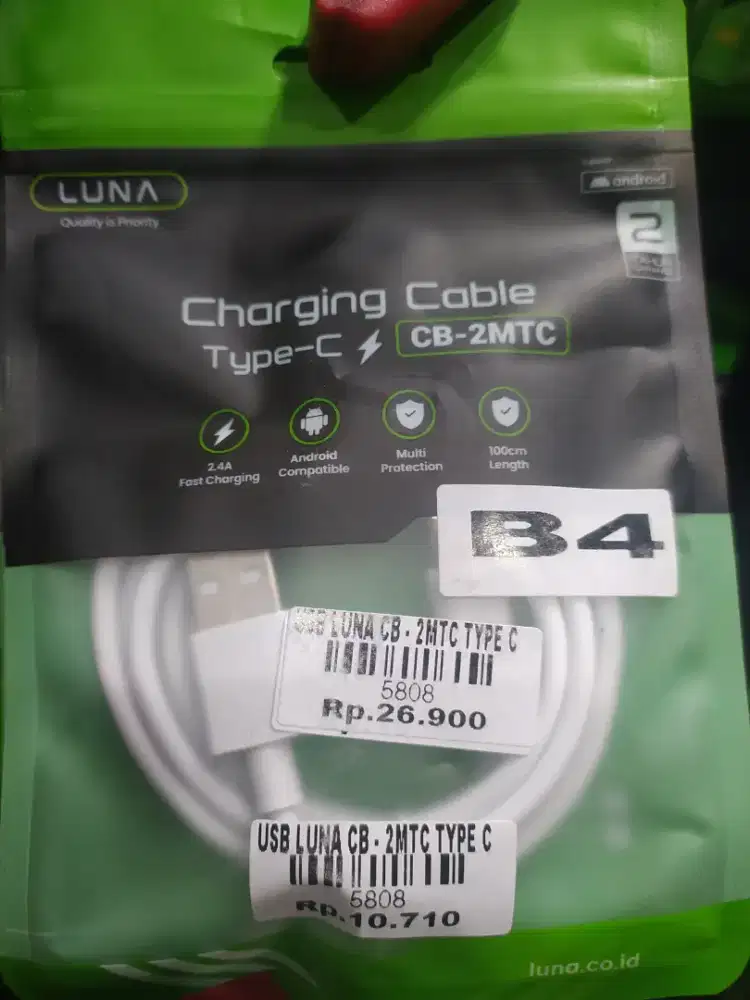 LUNA
Quality is Priority
android
2
Charging Cable
Type-C CB-2MTC
2.4A
Fast Charging
Android
Compatible
Multi
Protection
100cm
Length
B4
USB LUNA CB - 2MTC TYPE C
5808
Rp.26.900
USB LUNA CB - 2MTC TYPE C
5808
Rp.10.710
luna.co.id